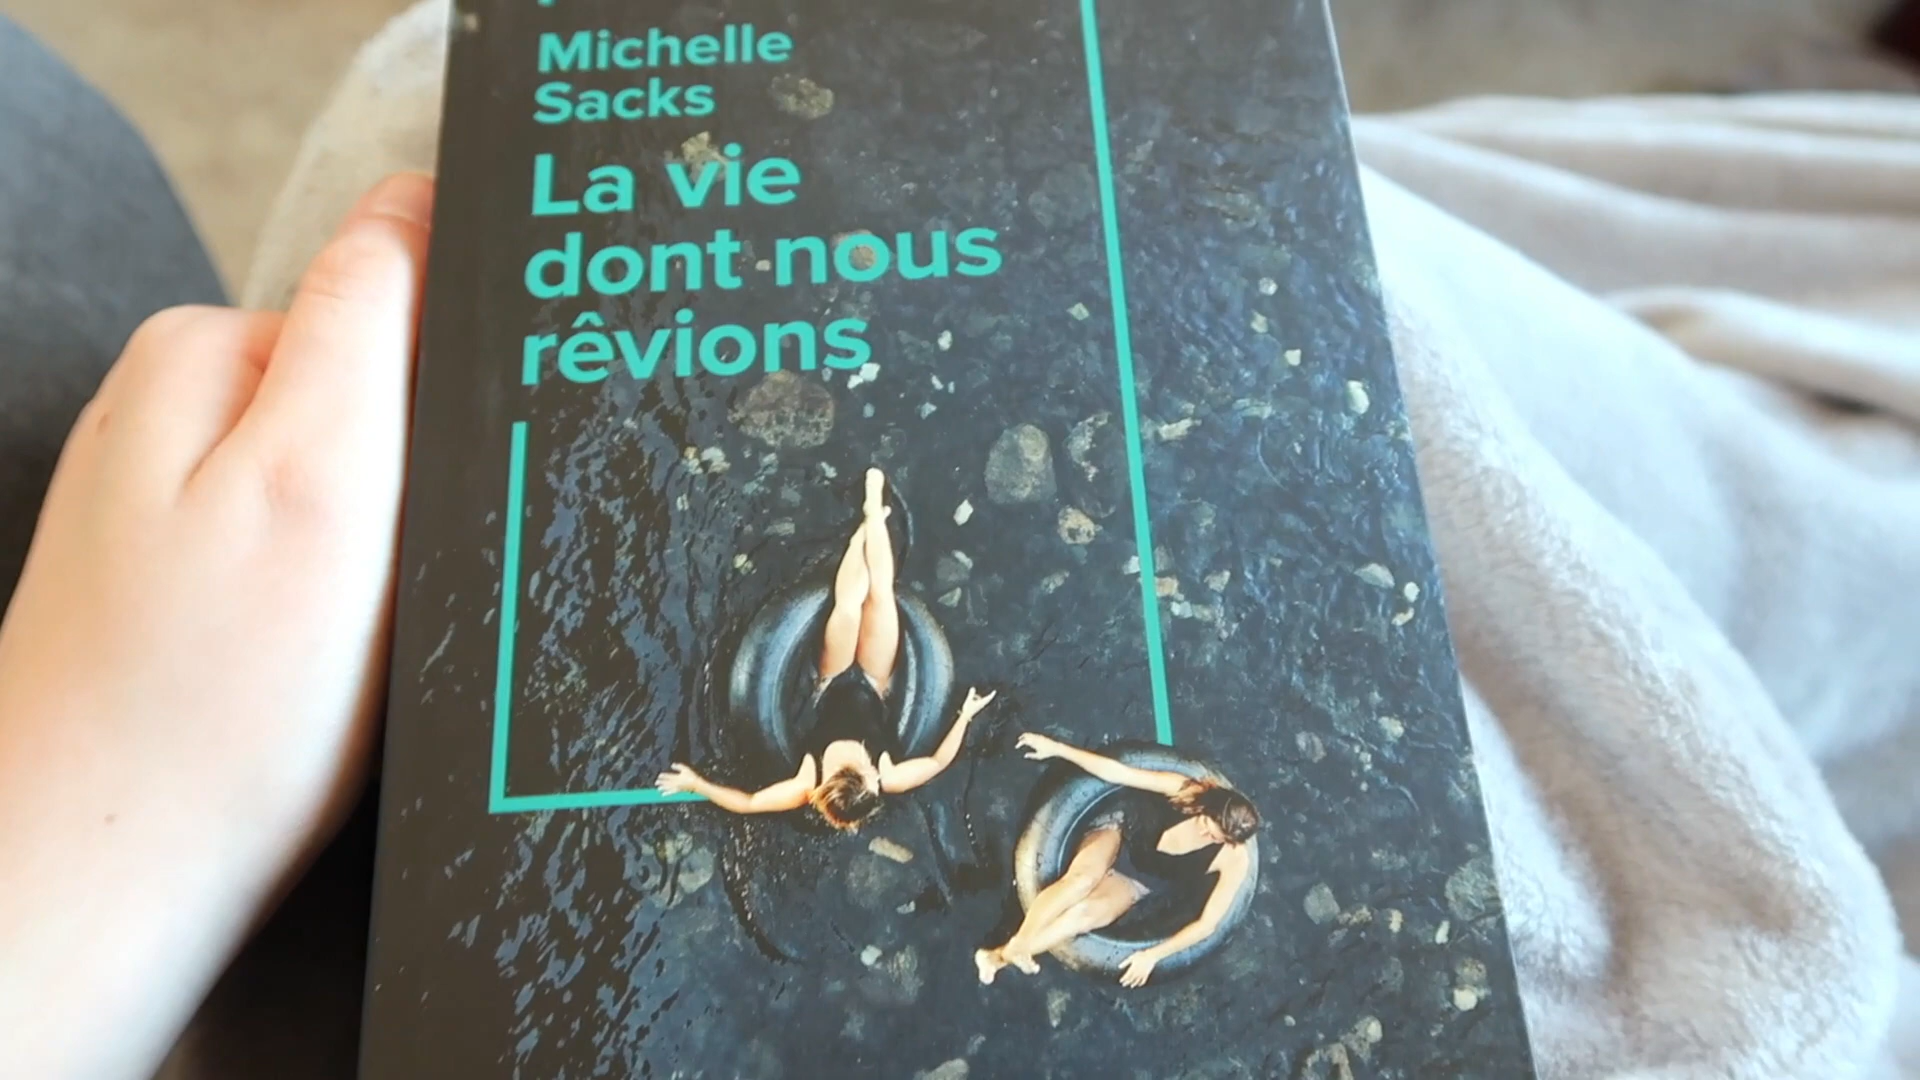 Michelle
Sacks
La vie
dont nous
rêvions